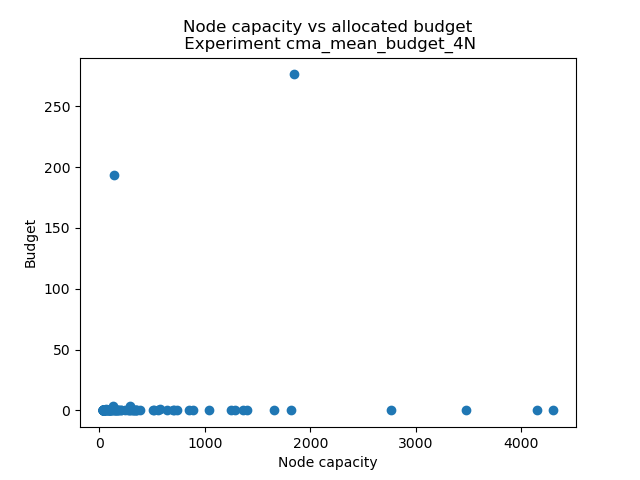 Node capacity vs allocated budget
Experiment cma_mean_budget_4N
250
200
150
100
50
0
Budget
0 1000 2000 3000 4000
Node capacity